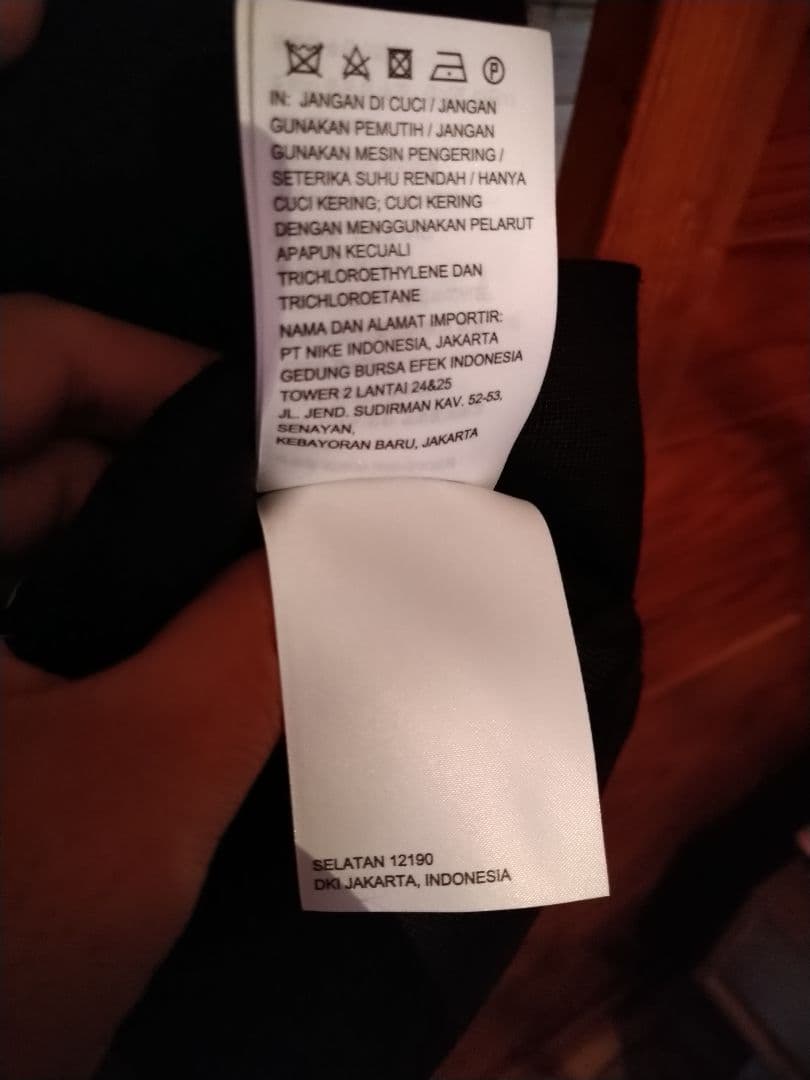 IN: JANGAN DI CUCI / JANGAN
GUNAKAN PEMUTIH / JANGAN
GUNAKAN MESIN PENGERING /
SETERIKA SUHU RENDAH / HANYA
CUCI KERING; CUCI KERING
DENGAN MENGGUNAKAN PELARUT
APAPUN KECUALI
TRICHLOROETHYLENE DAN
TRICHLOROETANE
NAMA DAN ALAMAT IMPORTIR:
PT NIKE INDONESIA, JAKARTA
GEDUNG BURSA EFEK INDONESIA
TOWER 2 LANTAI 24&25
JL. JEND. SUDIRMAN KAV. 52-53,
SENAYAN,
KEBAYORAN BARU, JAKARTA
SELATAN 12190
DKI JAKARTA, INDONESIA